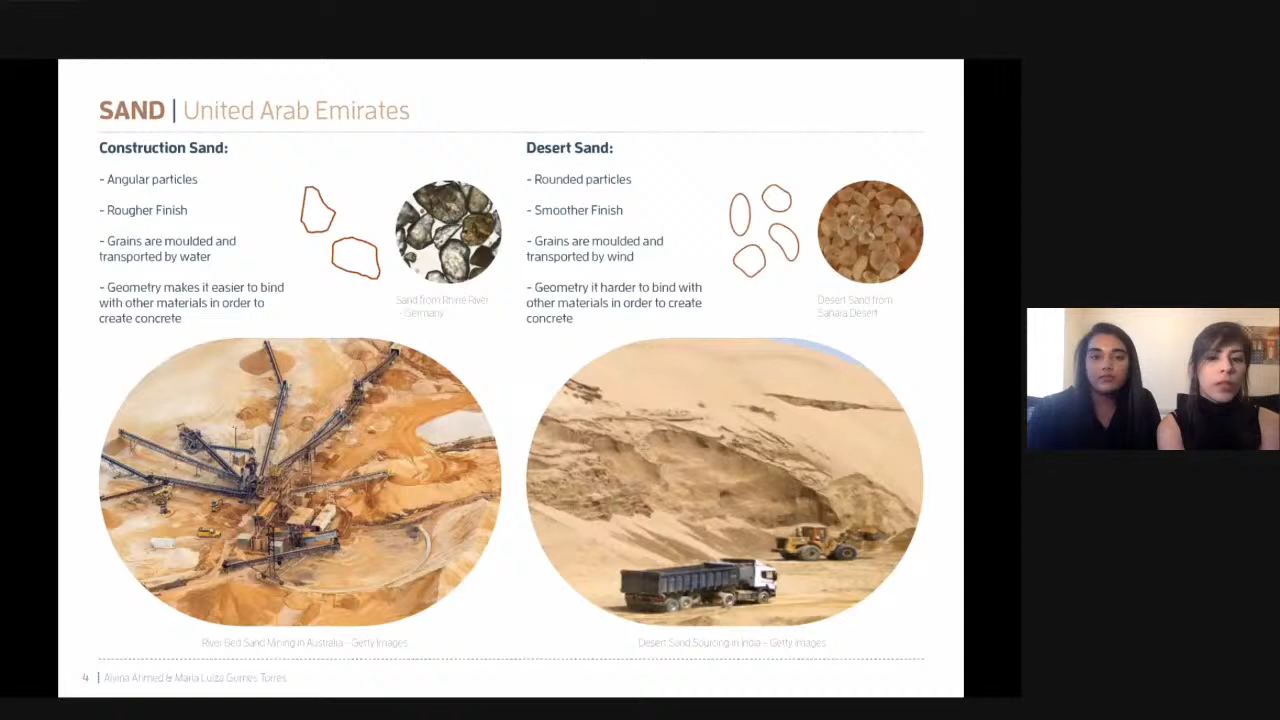 SAND | United Arab Emirates
Construction Sand:
- Angular particles
- Rougher Finish
- Grains are moulded and
transported by water
- Geometry makes it easier to bind
with other materials in order to
create concrete
Sand from Rhine River
- Germany
Desert Sand:
- Rounded particles
- Smoother Finish
- Grains are moulded and
transported by wind
- Geometry it harder to bind with
other materials in order to create
concrete
Desert Sand from
Sahara Desert
River Bed Sand Mining in Australia - Getty Images
Desert Sand Sourcing in India - Getty Images
4 | Alyina Ahmed & Maria Luiza Gomes Torres